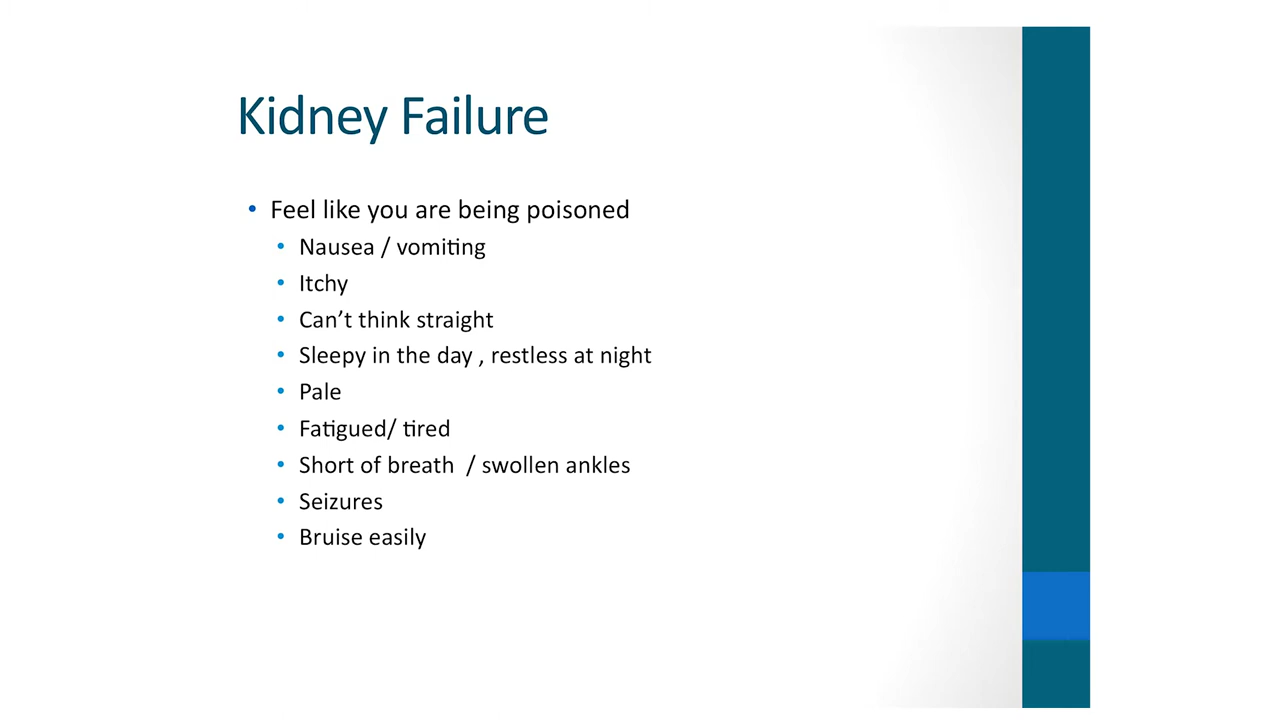 Kidney Failure
• Feel like you are being poisoned
• Nausea / vomiting
• Itchy
• Can’t think straight
• Sleepy in the day , restless at night
• Pale
• Fatigued/ tired
• Short of breath  / swollen ankles
• Seizures
• Bruise easily